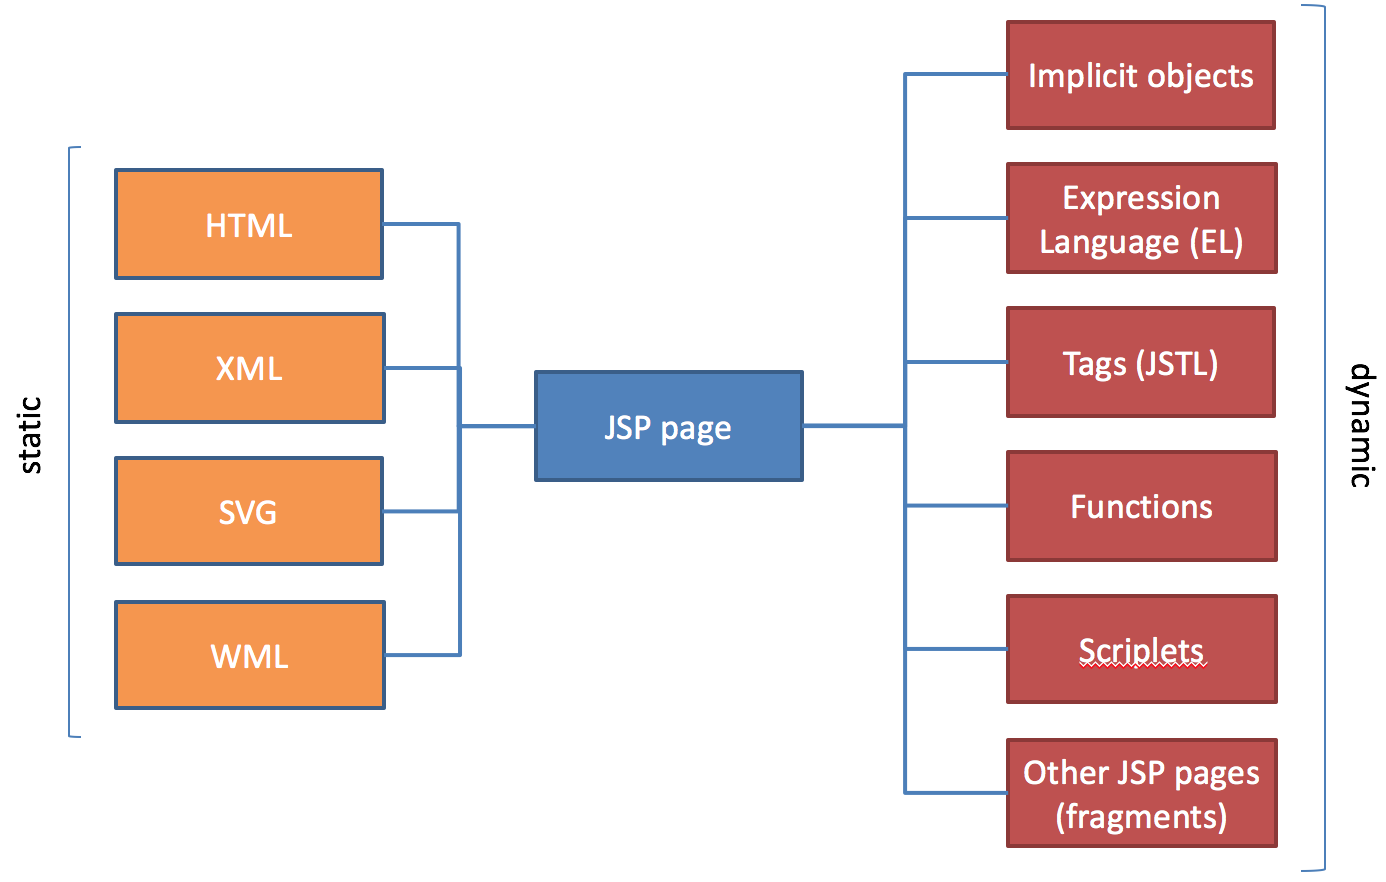 static
HTML
XML
SVG
WML
JSP page
Implicit objects
Expression
Language (EL)
Tags (JSTL)
Functions
Scriplets
Other JSP pages
(fragments)
dynamic